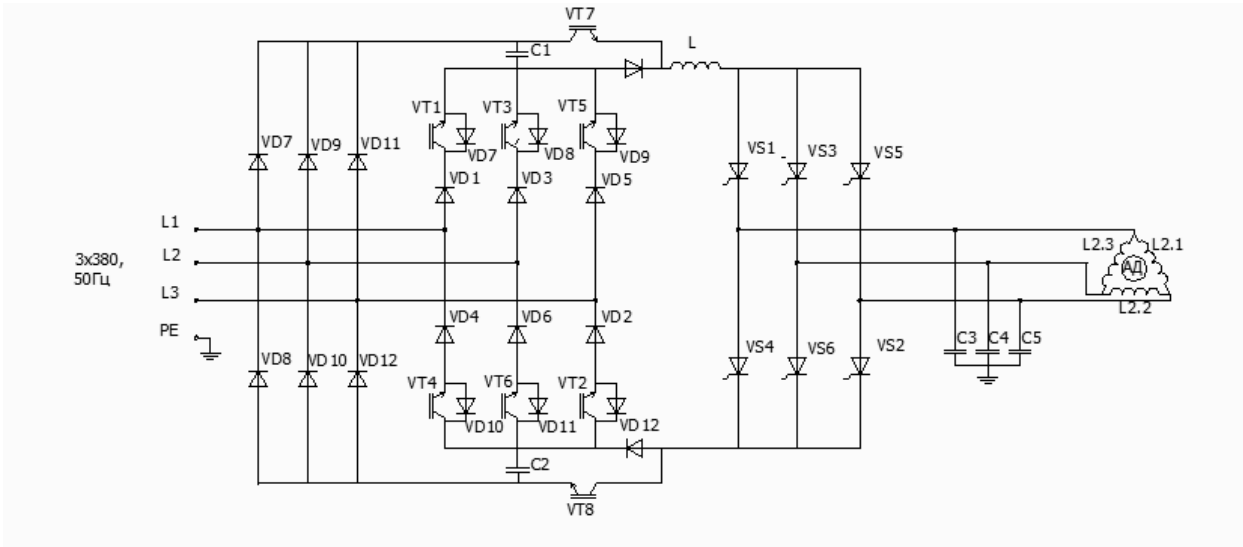 VT7
C1
L
VT1
VT3
VT5
VD7
VD9
VD11
VD7
VD8
VD9
VS1
VS3
VS5
VD1
VD3
VD5
L1
L2
L3
PE
3x380,
50Гц
L2.3
L2.1
АД
L2.2
VD4
VD6
VD2
VD8
VD10
VD12
VT4
VT6
VT2
VD10
VD11
VD12
VS4
VS6
VS2
C3
C4
C5
C2
VT8